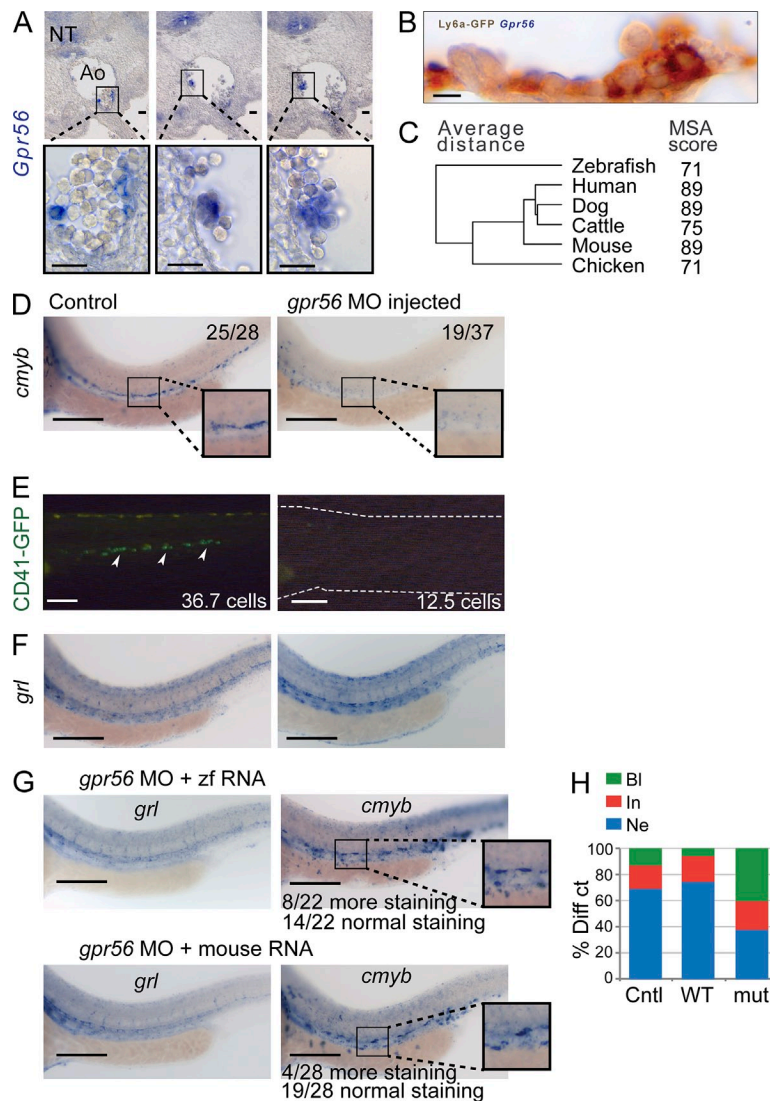 A
NT
Ao
Gpr56
B
Ly6a-GFP Gpr56
C
Average distance
MSA score
Zebrafish 71
Human 89
Dog 89
Cattle 75
Mouse 89
Chicken 71
D
Control
gpr56 MO injected
cmyb
25/28
19/37
E
CD41-GFP
36.7 cells
12.5 cells
F
grl
G
gpr56 MO + zf RNA
grl
cmyb
8/22 more staining
14/22 normal staining
gpr56 MO + mouse RNA
grl
cmyb
4/28 more staining
19/28 normal staining
H
Bl
In
Ne
% Diff ct
100
80
60
40
20
0
Cntl WT mut